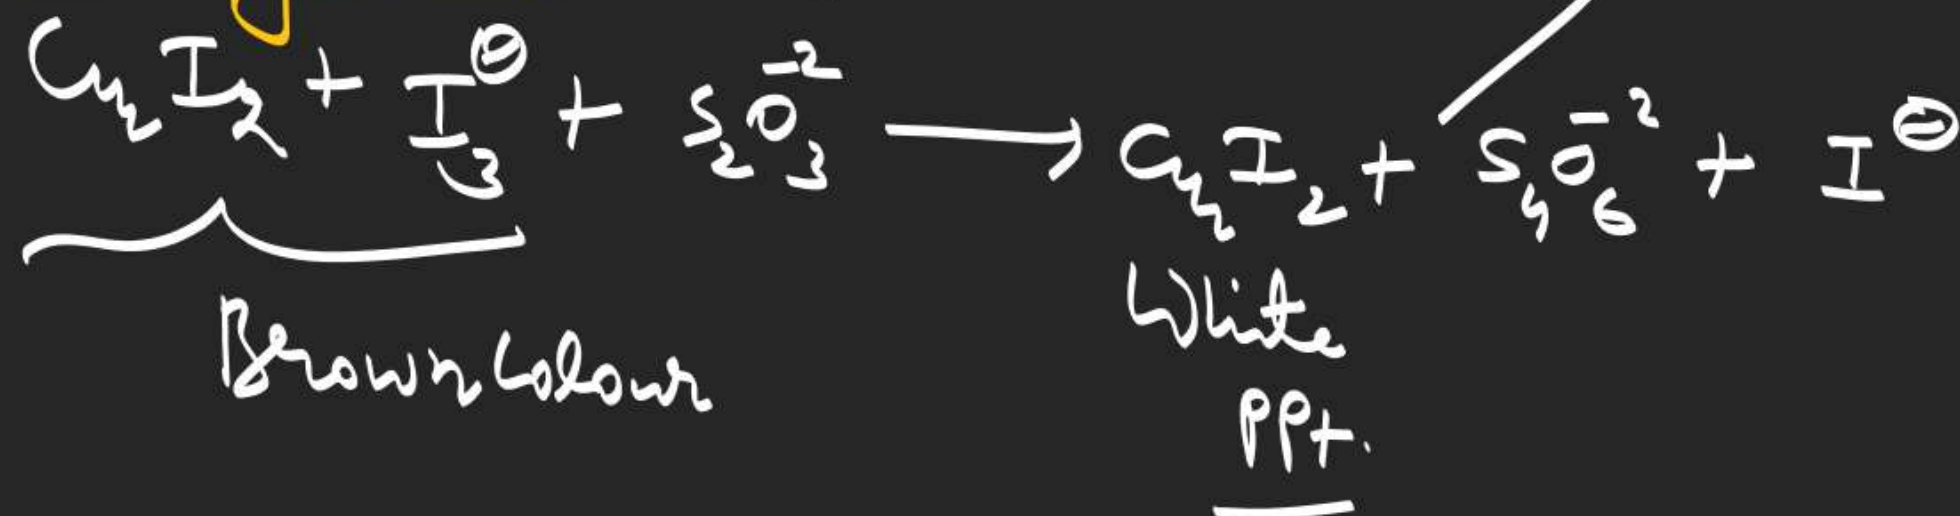 Cu₂I₂ + I₃⊖ + S₂O₃⁻² ⟶ Cu₂I₂ + S₄O₆⁻² + I⊖
Brown Colour
White
PPt.